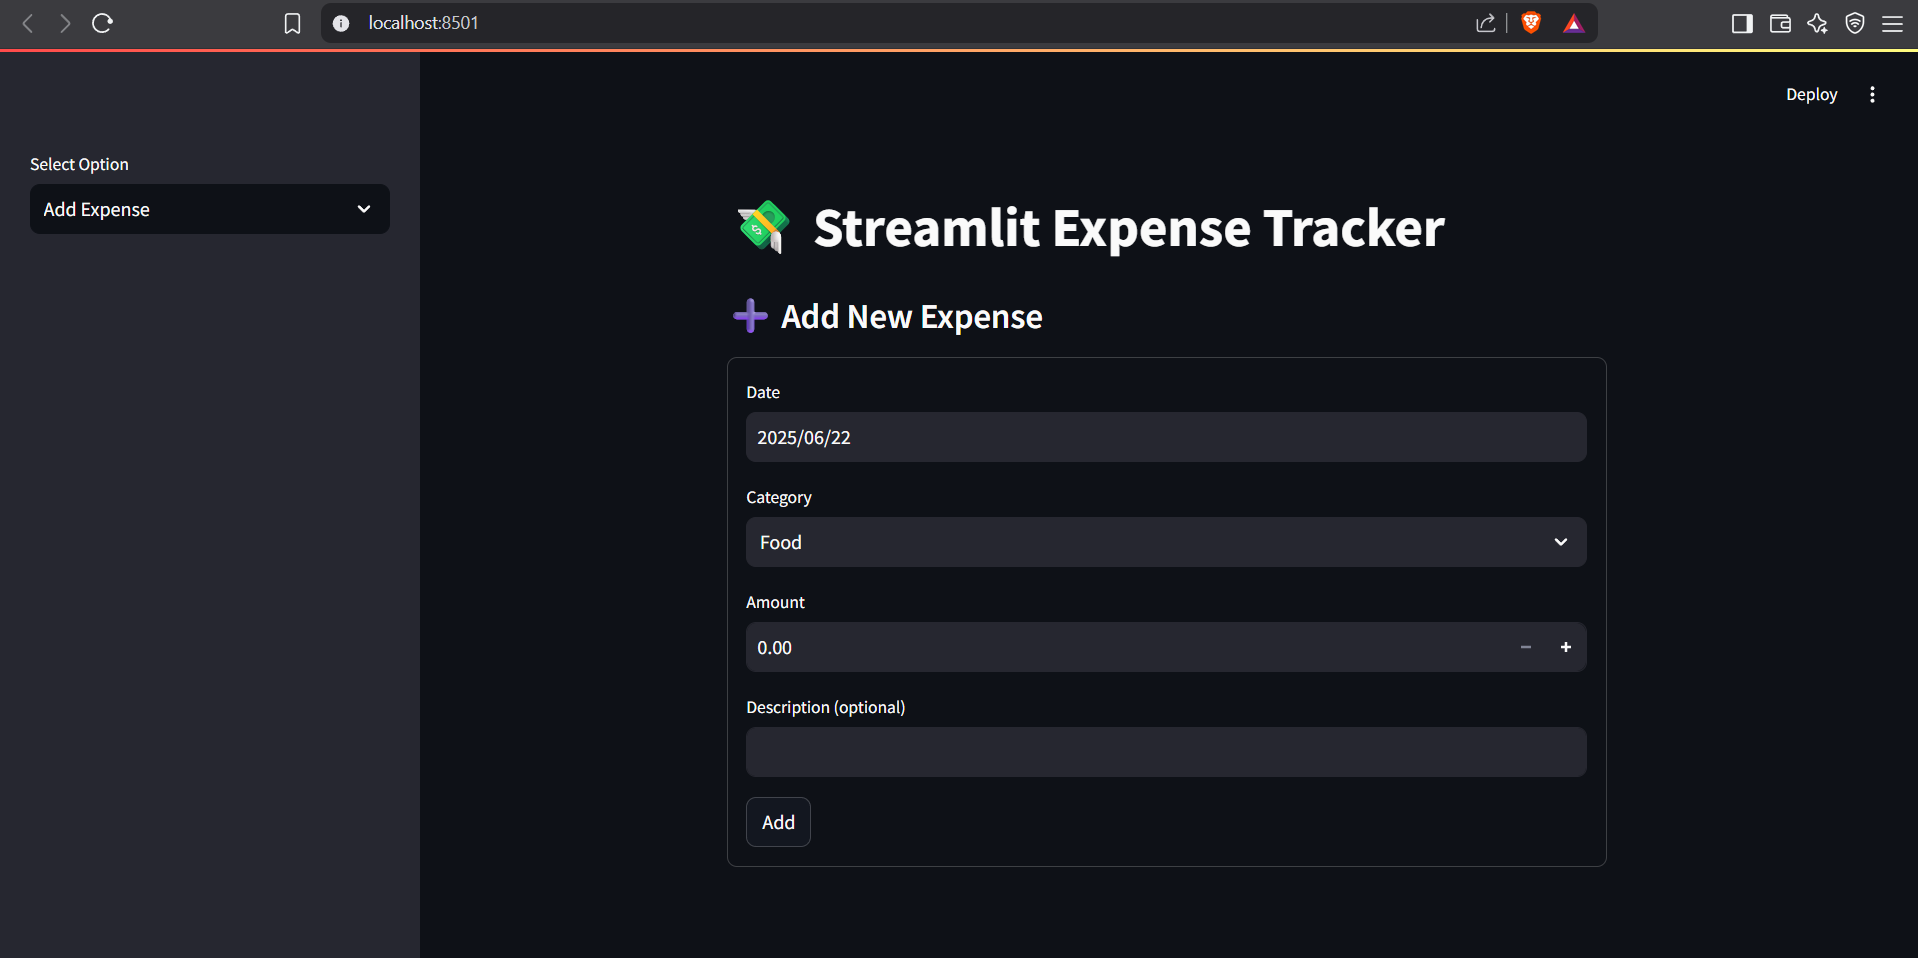 localhost:8501
Deploy
Select Option
Add Expense
💸 Streamlit Expense Tracker
➕ Add New Expense
Date
2025/06/22
Category
Food
Amount
0.00
Description (optional)
Add